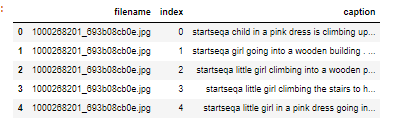 :
filename index caption
0 1000268201_693b08cb0e.jpg 0 startseqa child in a pink dress is climbing up...
1 1000268201_693b08cb0e.jpg 1 startseqa girl going into a wooden building . ...
2 1000268201_693b08cb0e.jpg 2 startseqa little girl climbing into a wooden p...
3 1000268201_693b08cb0e.jpg 3 startseqa little girl climbing the stairs to h...
4 1000268201_693b08cb0e.jpg 4 startseqa little girl in a pink dress going in...